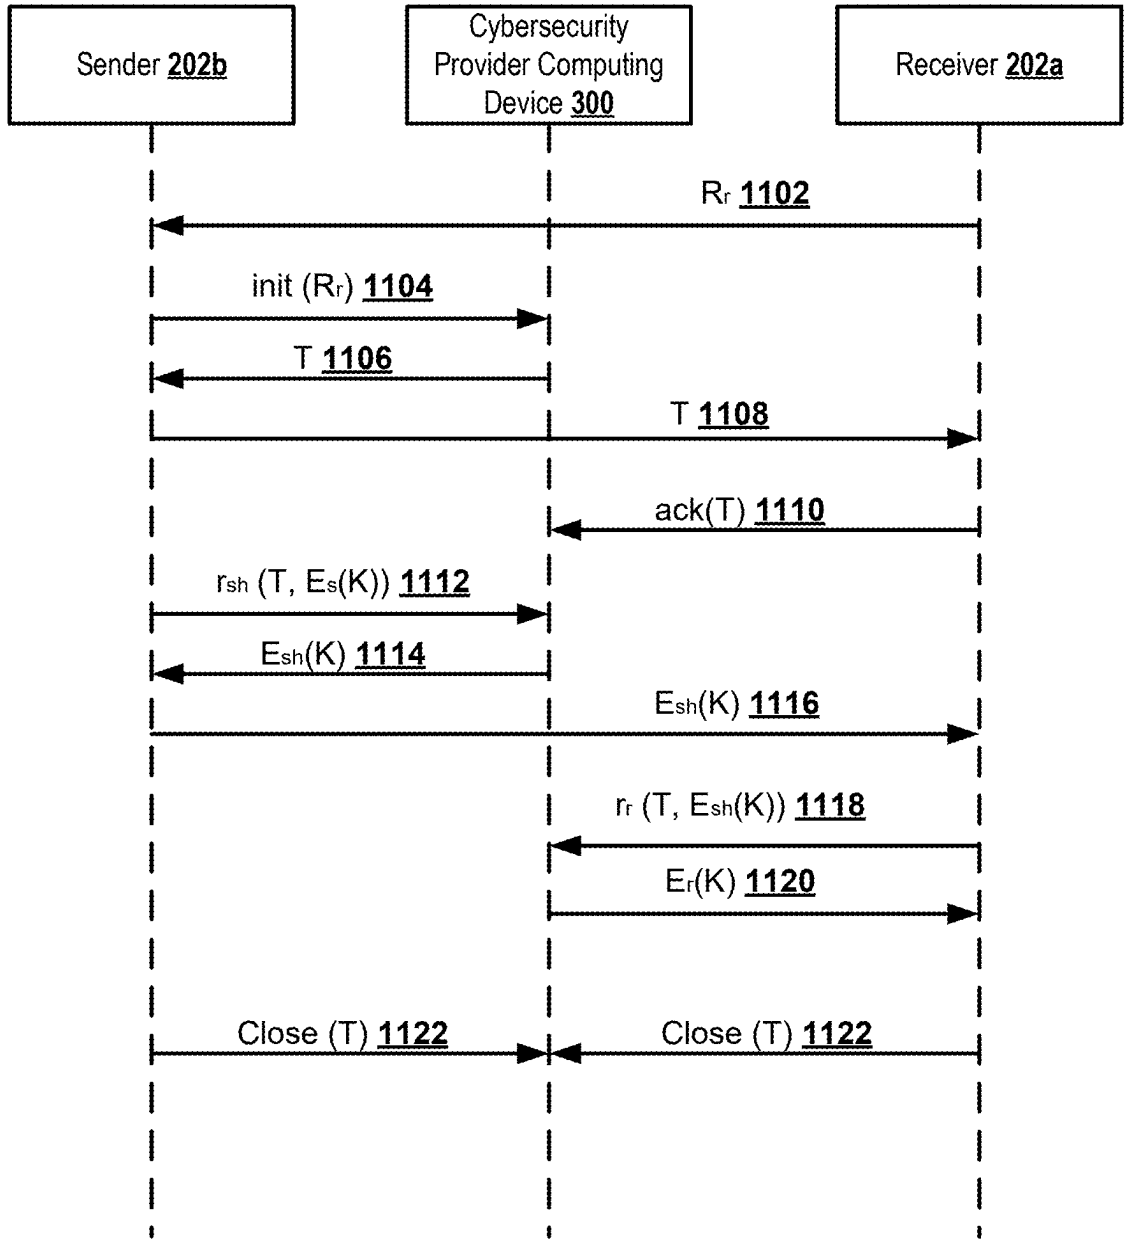 Sender 202b
Cybersecurity
Provider Computing
Device 300
Receiver 202a
Rr 1102
init (Rr) 1104
T 1106
T 1108
ack(T) 1110
rsh (T, Es(K)) 1112
Esh(K) 1114
Esh(K) 1116
rr (T, Esh(K)) 1118
Er(K) 1120
Close (T) 1122
Close (T) 1122